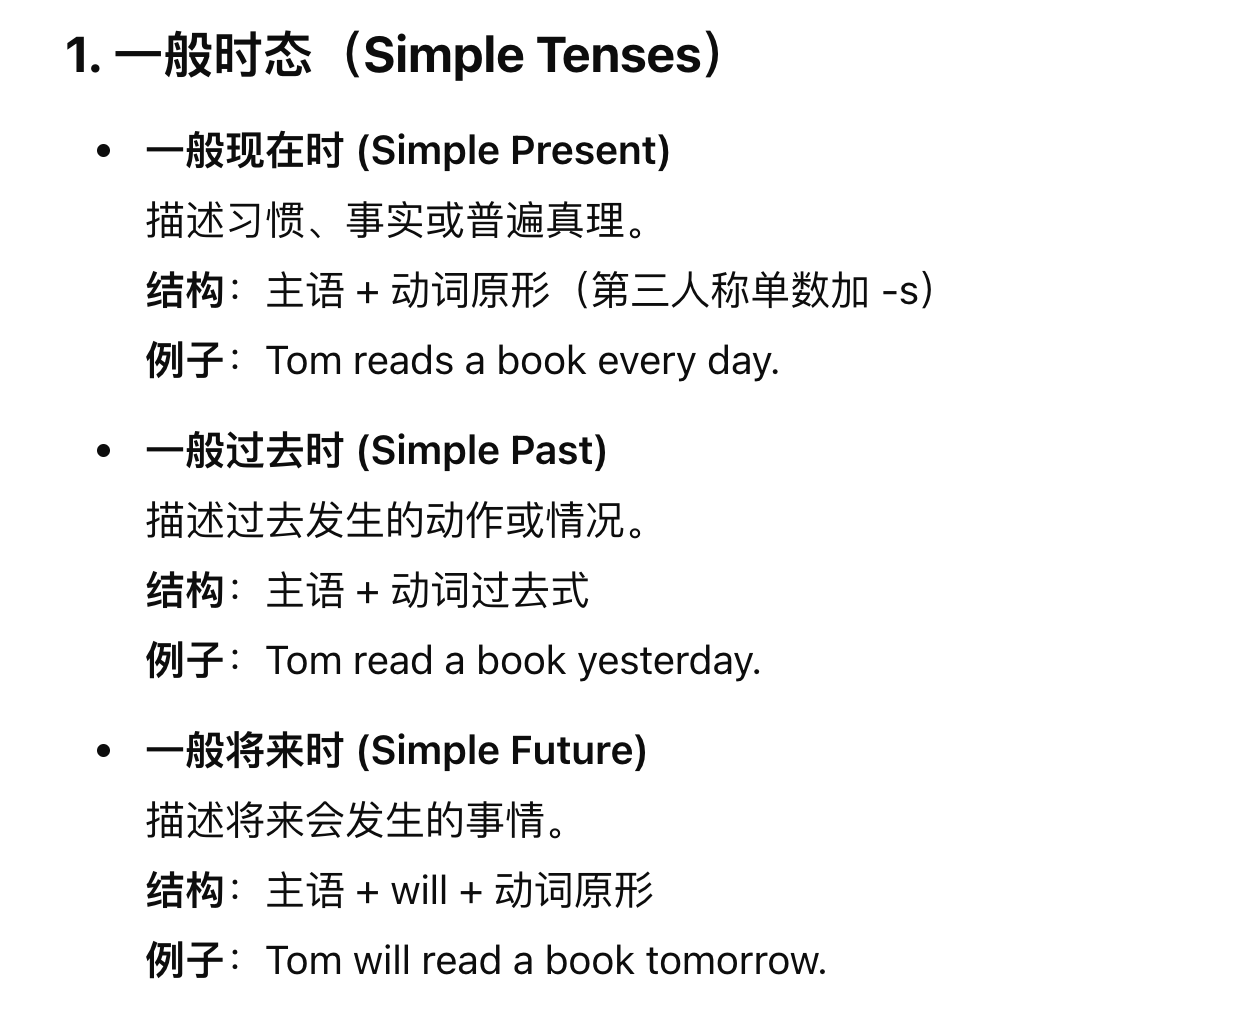 1. 一般时态（Simple Tenses）
• 一般现在时 (Simple Present)
描述习惯、事实或普遍真理。
结构：主语 + 动词原形（第三人称单数加 -s）
例子：Tom reads a book every day.
• 一般过去时 (Simple Past)
描述过去发生的动作或情况。
结构：主语 + 动词过去式
例子：Tom read a book yesterday.
• 一般将来时 (Simple Future)
描述将来会发生的事情。
结构：主语 + will + 动词原形
例子：Tom will read a book tomorrow.